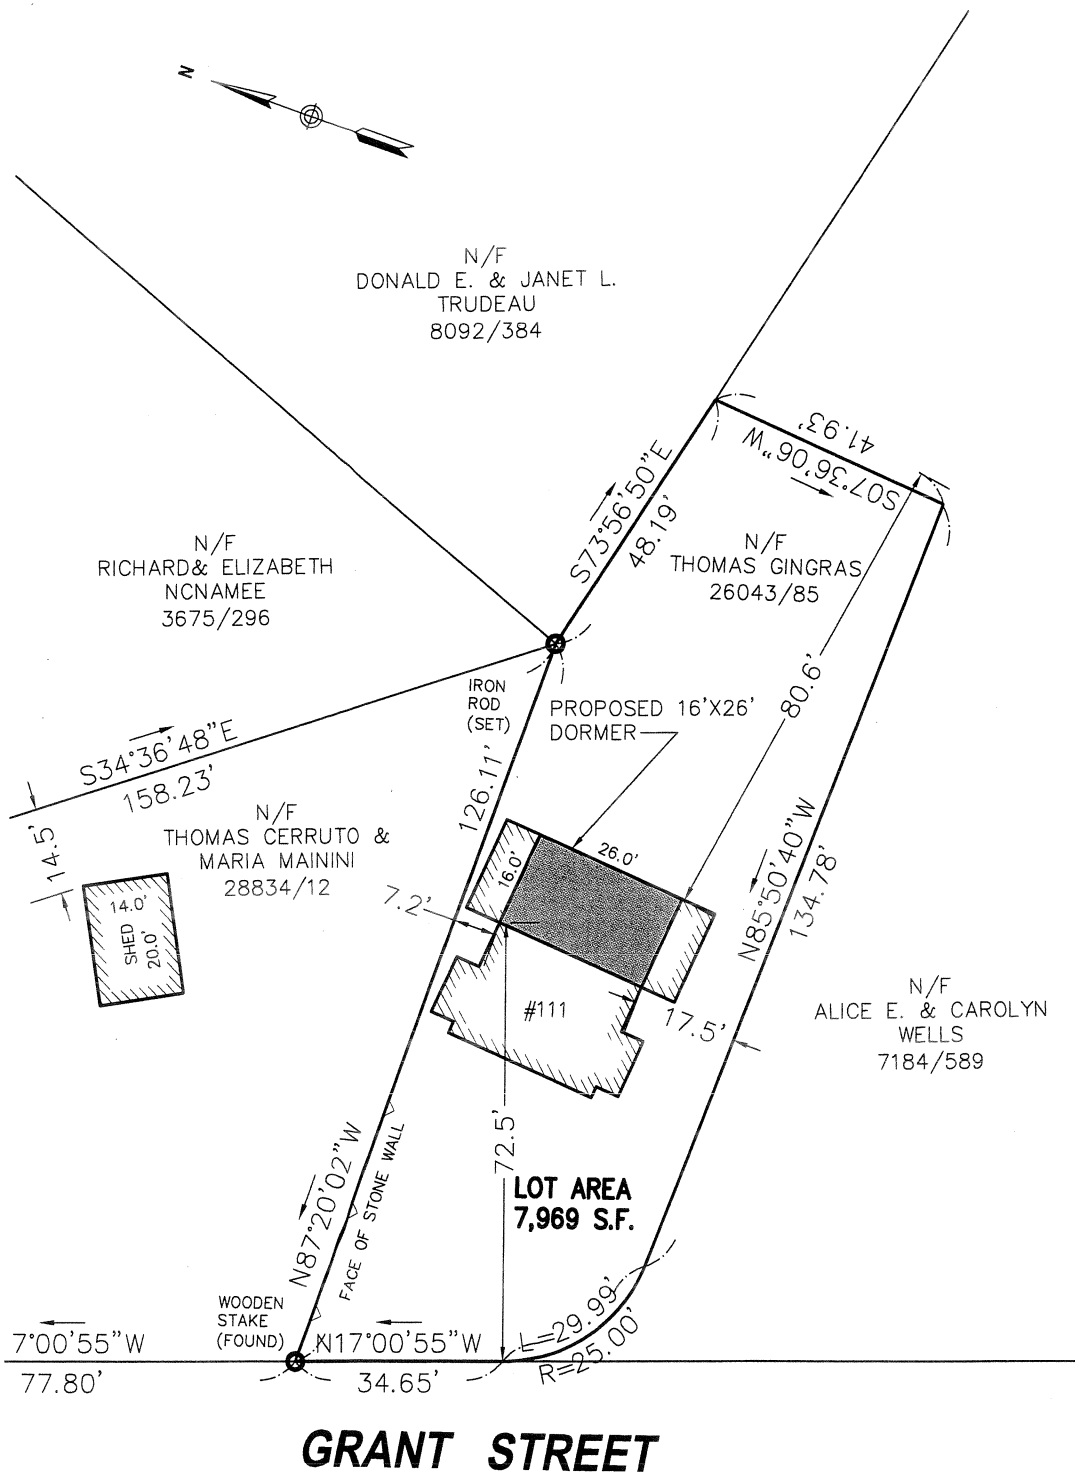 N
N/F
DONALD E. & JANET L.
TRUDEAU
8092/384
41.93'
S07°36'06"W
S73°56'50"E
48.19'
N/F
THOMAS GINGRAS
26043/85
N/F
RICHARD& ELIZABETH
NCNAMEE
3675/296
IRON
ROD
(SET)
PROPOSED 16'X26'
DORMER
80.6'
S34°36'48"E
158.23'
14.5'
126.11'
N/F
THOMAS CERRUTO &
MARIA MAININI
28834/12
26.0'
16.0'
N85°50'40"W
134.78'
7.2'
14.0'
SHED
20.0'
#111
17.5'
N/F
ALICE E. & CAROLYN
WELLS
7184/589
72.5'
N87°20'02"W
FACE OF STONE WALL
LOT AREA
7,969 S.F.
WOODEN
STAKE
(FOUND)
7°00'55"W
77.80'
N17°00'55"W
34.65'
L=29.99'
R=25.00'
GRANT STREET